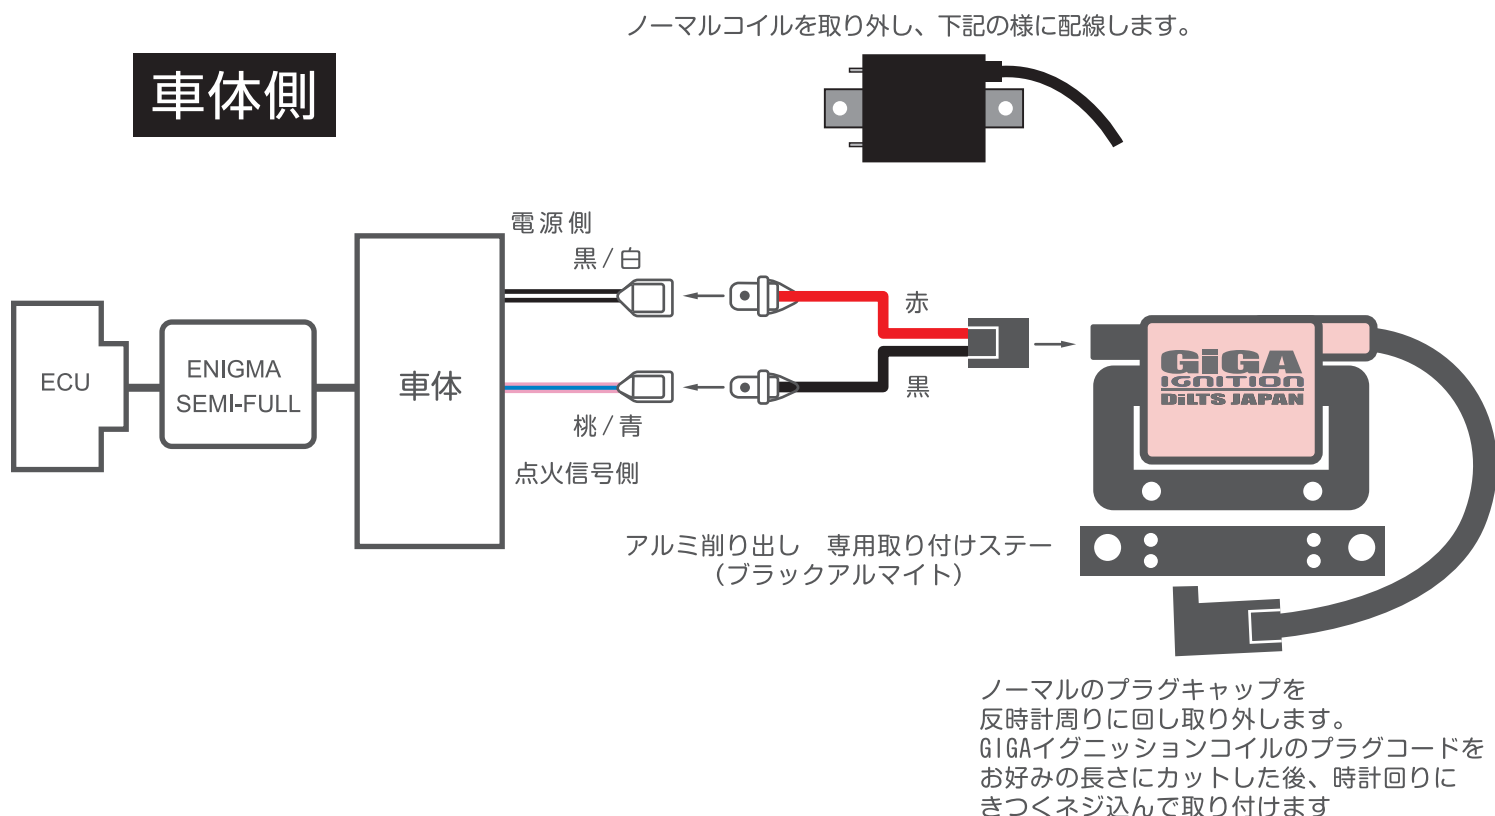 ノーマルコイルを取り外し、下記の様に配線します。
車体側
電源側
黒/白
赤
ECU
ENIGMA
SEMI-FULL
車体
黒
桃/青
点火信号側
GiGA
IGNITION
DiLTS JAPAN
アルミ削り出し　専用取り付けステー
(ブラックアルマイト)
ノーマルのプラグキャップを
反時計周りに回し取り外します。
GIGAイグニッションコイルのプラグコードを
お好みの長さにカットした後、時計回りに
きつくネジ込んで取り付けます